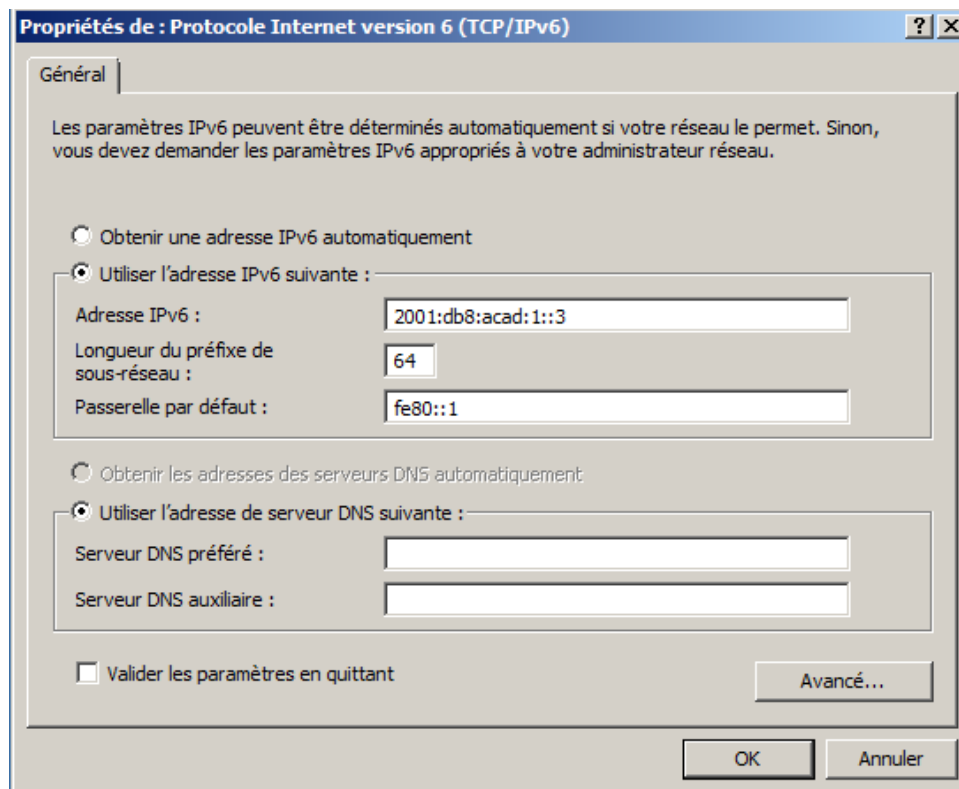 Propriétés de : Protocole Internet version 6 (TCP/IPv6)
Général
Les paramètres IPv6 peuvent être déterminés automatiquement si votre réseau le permet. Sinon,
vous devez demander les paramètres IPv6 appropriés à votre administrateur réseau.
Obtenir une adresse IPv6 automatiquement
Utiliser l'adresse IPv6 suivante :
Adresse IPv6 : 2001:db8:acad:1::3
Longueur du préfixe de
sous-réseau : 64
Passerelle par défaut : fe80::1
Obtenir les adresses des serveurs DNS automatiquement
Utiliser l'adresse de serveur DNS suivante :
Serveur DNS préféré :
Serveur DNS auxiliaire :
Valider les paramètres en quittant
Avancé...
OK Annuler